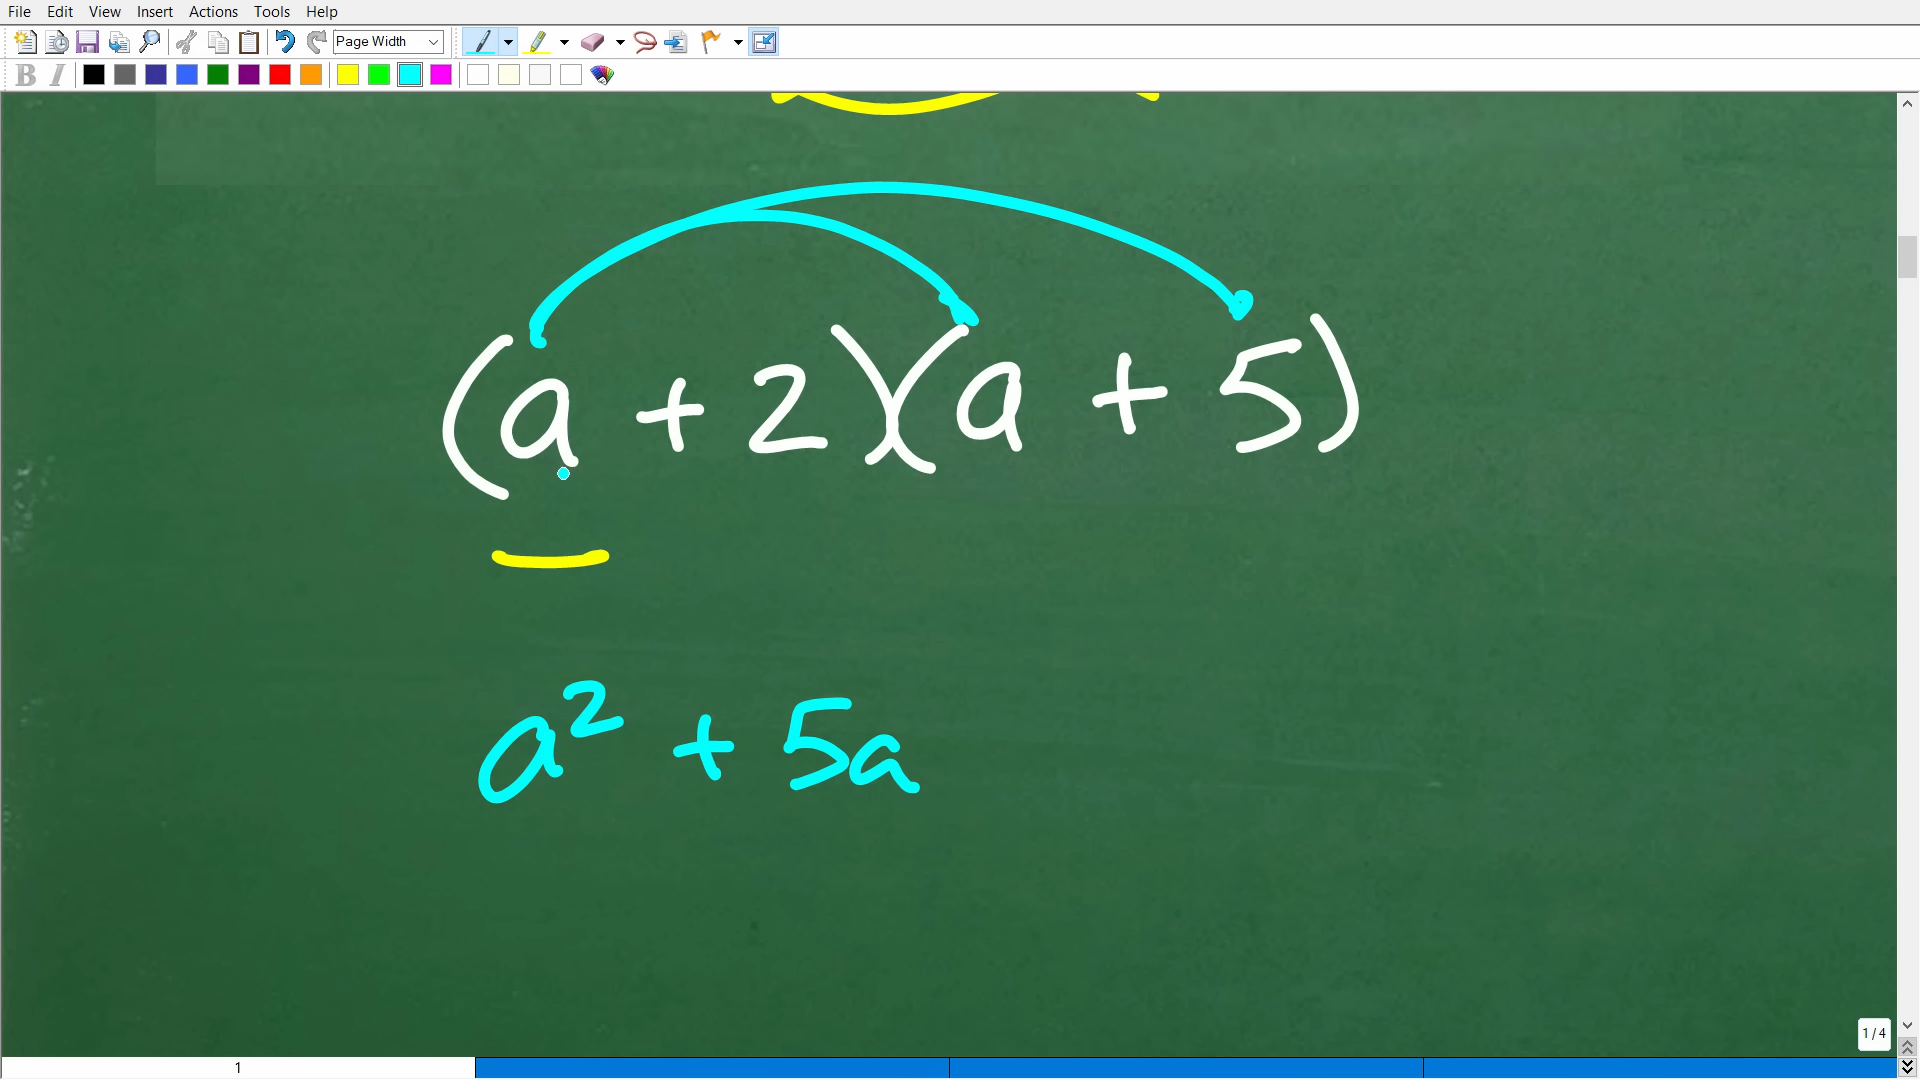 File Edit View Insert Actions Tools Help
Page Width
B I
(a + 2)(a + 5)
a² + 5a
1 / 4
1